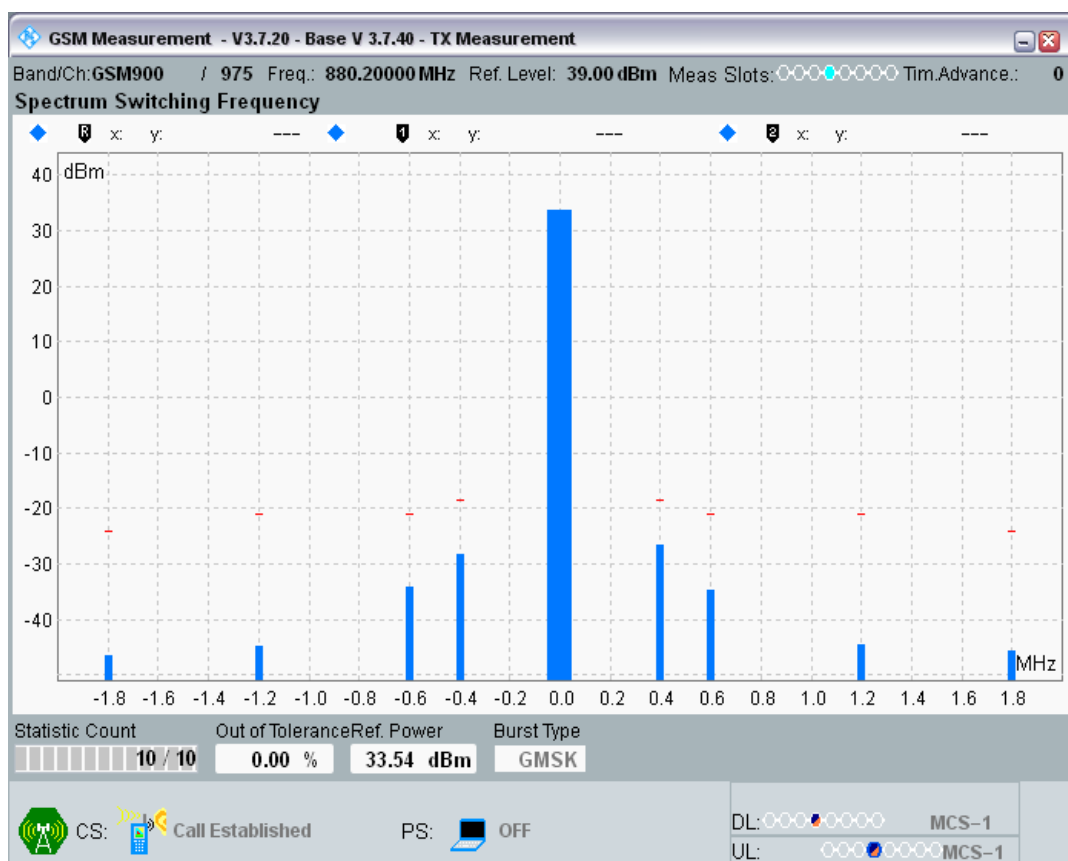 GSM Measurement - V3.7.20 - Base V 3.7.40 - TX Measurement
Band/Ch:GSM900 / 975 Freq.: 880.20000 MHz Ref. Level: 39.00 dBm Meas Slots: Tim.Advance.: 0
Spectrum Switching Frequency
R x: y: --- 1 x: y: --- 2 x: y: ---
dBm
40
30
20
10
0
-10
-20
-30
-40
MHz
-1.8 -1.6 -1.4 -1.2 -1.0 -0.8 -0.6 -0.4 -0.2 0.0 0.2 0.4 0.6 0.8 1.0 1.2 1.4 1.6 1.8
Statistic Count Out of Tolerance Ref. Power Burst Type
10 / 10 0.00 % 33.54 dBm GMSK
CS: Call Established PS: OFF
DL: MCS-1
UL: MCS-1